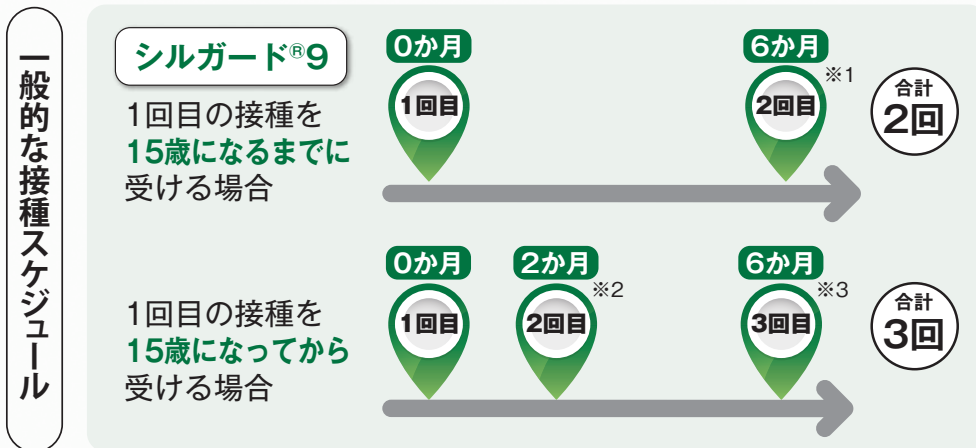 一般的な接種スケジュール
シルガード®9
1回目の接種を
15歳になるまでに
受ける場合
0か月
1回目
6か月
※1
2回目
合計
2回
1回目の接種を
15歳になってから
受ける場合
0か月
1回目
2か月
※2
2回目
6か月
※3
3回目
合計
3回